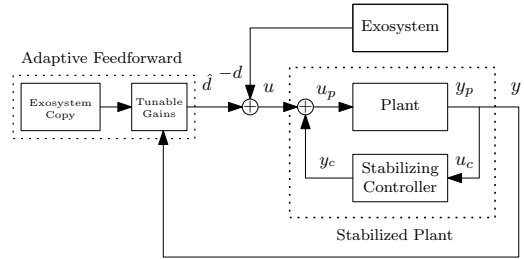 Exosystem
Adaptive Feedforward
d̂
−d
u
u_p
y_p
y
Exosystem
Copy
Tunable
Gains
Plant
y_c
u_c
Stabilizing
Controller
Stabilized Plant